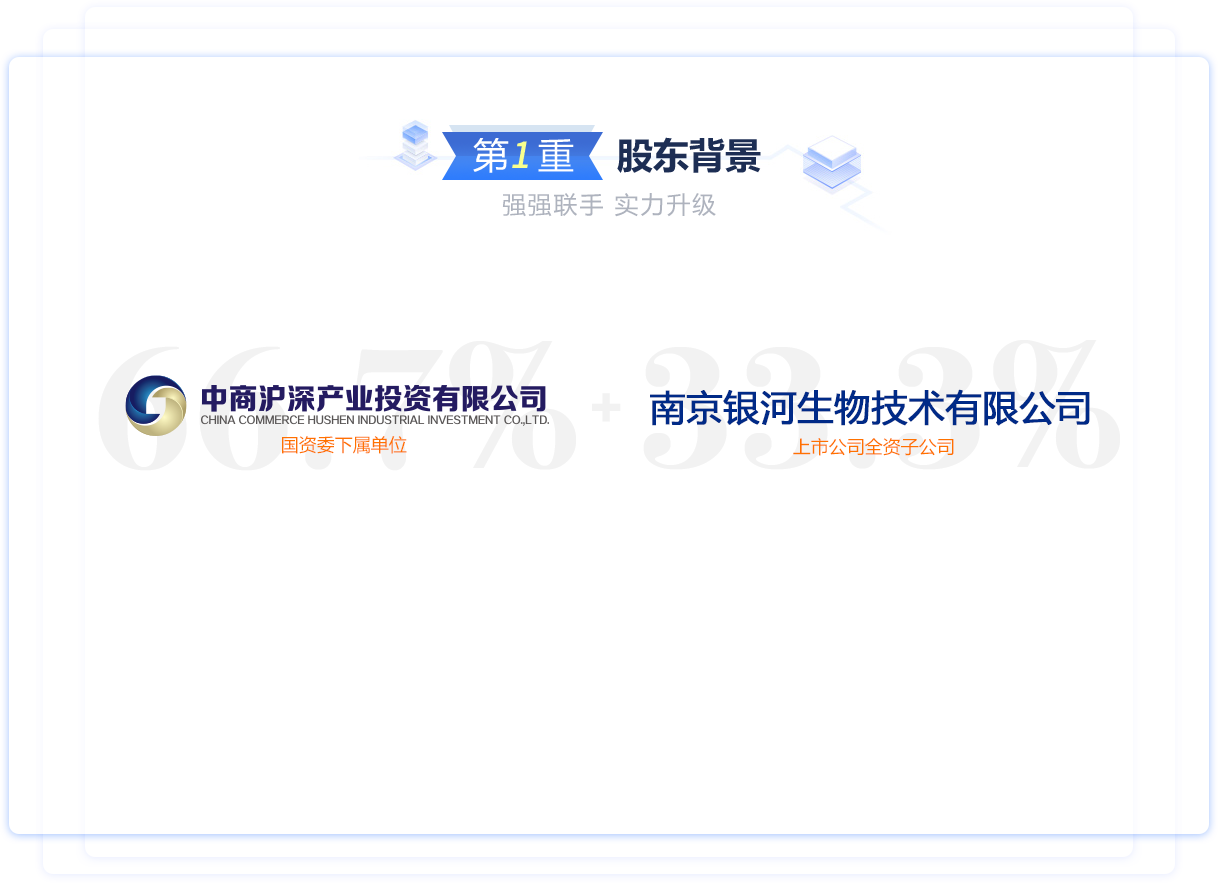 第1重 股东背景
强强联手 实力升级
66.7% + 33.3%
中商沪深产业投资有限公司
CHINA COMMERCE HUSHEN INDUSTRIAL INVESTMENT CO.,LTD.
国资委下属单位
南京银河生物技术有限公司
上市公司全资子公司